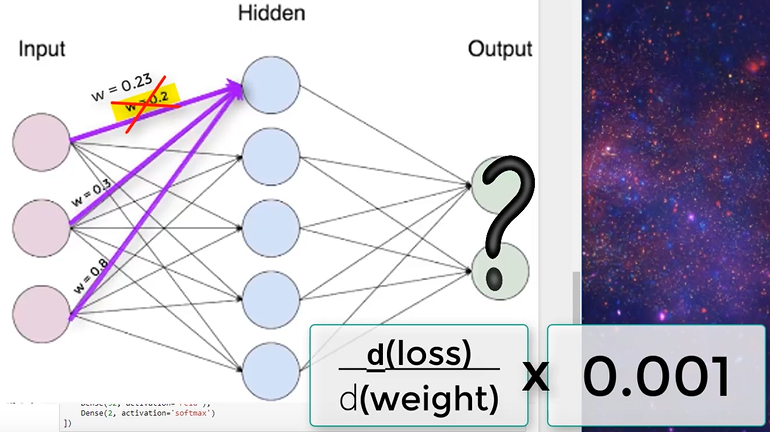 Hidden
Input
Output
w = 0.23
w = 0.2
w = 0.3
w = 0.8
?
d(loss)
d(weight)
x
0.001
Dense(2, activation='softmax')
])